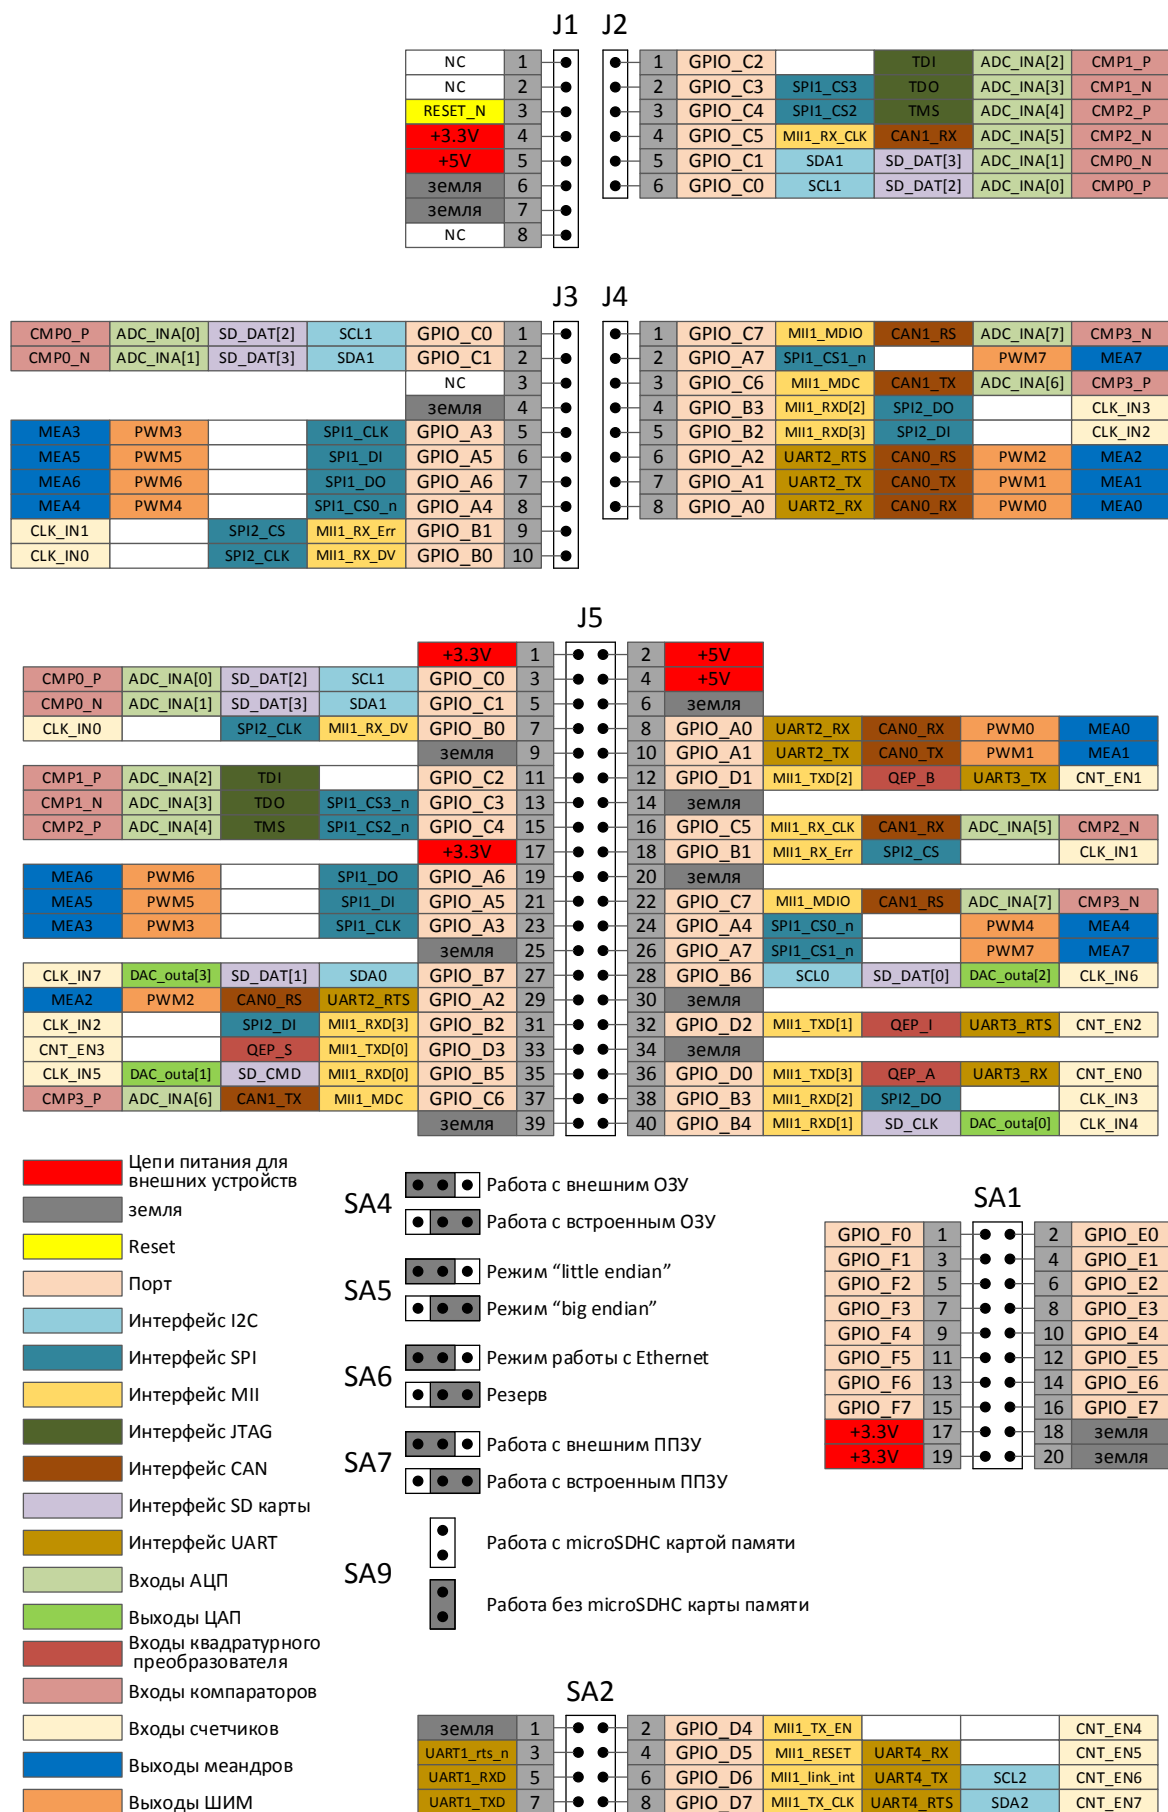 J1 J2
NC 1 1 GPIO_C2 TDI ADC_INA[2] CMP1_P
NC 2 2 GPIO_C3 SPI1_CS3 TDO ADC_INA[3] CMP1_N
RESET_N 3 3 GPIO_C4 SPI1_CS2 TMS ADC_INA[4] CMP2_P
+3.3V 4 4 GPIO_C5 MII1_RX_CLK CAN1_RX ADC_INA[5] CMP2_N
+5V 5 5 GPIO_C1 SDA1 SD_DAT[3] ADC_INA[1] CMP0_N
земля 6 6 GPIO_C0 SCL1 SD_DAT[2] ADC_INA[0] CMP0_P
земля 7
NC 8
J3 J4
CMP0_P ADC_INA[0] SD_DAT[2] SCL1 GPIO_C0 1 1 GPIO_C7 MII1_MDIO CAN1_RS ADC_INA[7] CMP3_N
CMP0_N ADC_INA[1] SD_DAT[3] SDA1 GPIO_C1 2 2 GPIO_A7 SPI1_CS1_n PWM7 MEA7
NC 3 3 GPIO_C6 MII1_MDC CAN1_TX ADC_INA[6] CMP3_P
земля 4 4 GPIO_B3 MII1_RXD[2] SPI2_DO CLK_IN3
MEA3 PWM3 SPI1_CLK GPIO_A3 5 5 GPIO_B2 MII1_RXD[3] SPI2_DI CLK_IN2
MEA5 PWM5 SPI1_DI GPIO_A5 6 6 GPIO_A2 UART2_RTS CAN0_RS PWM2 MEA2
MEA6 PWM6 SPI1_DO GPIO_A6 7 7 GPIO_A1 UART2_TX CAN0_TX PWM1 MEA1
MEA4 PWM4 SPI1_CS0_n GPIO_A4 8 8 GPIO_A0 UART2_RX CAN0_RX PWM0 MEA0
CLK_IN1 SPI2_CS MII1_RX_Err GPIO_B1 9
CLK_IN0 SPI2_CLK MII1_RX_DV GPIO_B0 10
J5
+3.3V 1 2 +5V
CMP0_P ADC_INA[0] SD_DAT[2] SCL1 GPIO_C0 3 4 +5V
CMP0_N ADC_INA[1] SD_DAT[3] SDA1 GPIO_C1 5 6 земля
CLK_IN0 SPI2_CLK MII1_RX_DV GPIO_B0 7 8 GPIO_A0 UART2_RX CAN0_RX PWM0 MEA0
земля 9 10 GPIO_A1 UART2_TX CAN0_TX PWM1 MEA1
CMP1_P ADC_INA[2] TDI GPIO_C2 11 12 GPIO_D1 MII1_TXD[2] QEP_B UART3_TX CNT_EN1
CMP1_N ADC_INA[3] TDO SPI1_CS3_n GPIO_C3 13 14 земля
CMP2_P ADC_INA[4] TMS SPI1_CS2_n GPIO_C4 15 16 GPIO_C5 MII1_RX_CLK CAN1_RX ADC_INA[5] CMP2_N
+3.3V 17 18 GPIO_B1 MII1_RX_Err SPI2_CS CLK_IN1
MEA6 PWM6 SPI1_DO GPIO_A6 19 20 земля
MEA5 PWM5 SPI1_DI GPIO_A5 21 22 GPIO_C7 MII1_MDIO CAN1_RS ADC_INA[7] CMP3_N
MEA3 PWM3 SPI1_CLK GPIO_A3 23 24 GPIO_A4 SPI1_CS0_n PWM4 MEA4
земля 25 26 GPIO_A7 SPI1_CS1_n PWM7 MEA7
CLK_IN7 DAC_outa[3] SD_DAT[1] SDA0 GPIO_B7 27 28 GPIO_B6 SCL0 SD_DAT[0] DAC_outa[2] CLK_IN6
MEA2 PWM2 CAN0_RS UART2_RTS GPIO_A2 29 30 земля
CLK_IN2 SPI2_DI MII1_RXD[3] GPIO_B2 31 32 GPIO_D2 MII1_TXD[1] QEP_I UART3_RTS CNT_EN2
CNT_EN3 QEP_S MII1_TXD[0] GPIO_D3 33 34 земля
CLK_IN5 DAC_outa[1] SD_CMD MII1_RXD[0] GPIO_B5 35 36 GPIO_D0 MII1_TXD[3] QEP_A UART3_RX CNT_EN0
CMP3_P ADC_INA[6] CAN1_TX MII1_MDC GPIO_C6 37 38 GPIO_B3 MII1_RXD[2] SPI2_DO CLK_IN3
земля 39 40 GPIO_B4 MII1_RXD[1] SD_CLK DAC_outa[0] CLK_IN4
Цепи питания для
внешних устройств
земля
Reset
Порт
Интерфейс I2C
Интерфейс SPI
Интерфейс MII
Интерфейс JTAG
Интерфейс CAN
Интерфейс SD карты
Интерфейс UART
Входы АЦП
Выходы ЦАП
Входы квадратурного
преобразователя
Входы компараторов
Входы счетчиков
Выходы меандров
Выходы ШИМ
SA4
Работа с внешним ОЗУ
Работа с встроенным ОЗУ
SA5
Режим “little endian”
Режим “big endian”
SA6
Режим работы с Ethernet
Резерв
SA7
Работа с внешним ППЗУ
Работа с встроенным ППЗУ
SA9
Работа с microSDHC картой памяти
Работа без microSDHC карты памяти
SA1
GPIO_F0 1 2 GPIO_E0
GPIO_F1 3 4 GPIO_E1
GPIO_F2 5 6 GPIO_E2
GPIO_F3 7 8 GPIO_E3
GPIO_F4 9 10 GPIO_E4
GPIO_F5 11 12 GPIO_E5
GPIO_F6 13 14 GPIO_E6
GPIO_F7 15 16 GPIO_E7
+3.3V 17 18 земля
+3.3V 19 20 земля
SA2
земля 1 2 GPIO_D4 MII1_TX_EN CNT_EN4
UART1_rts_n 3 4 GPIO_D5 MII1_RESET UART4_RX CNT_EN5
UART1_RXD 5 6 GPIO_D6 MII1_link_int UART4_TX SCL2 CNT_EN6
UART1_TXD 7 8 GPIO_D7 MII1_TX_CLK UART4_RTS SDA2 CNT_EN7